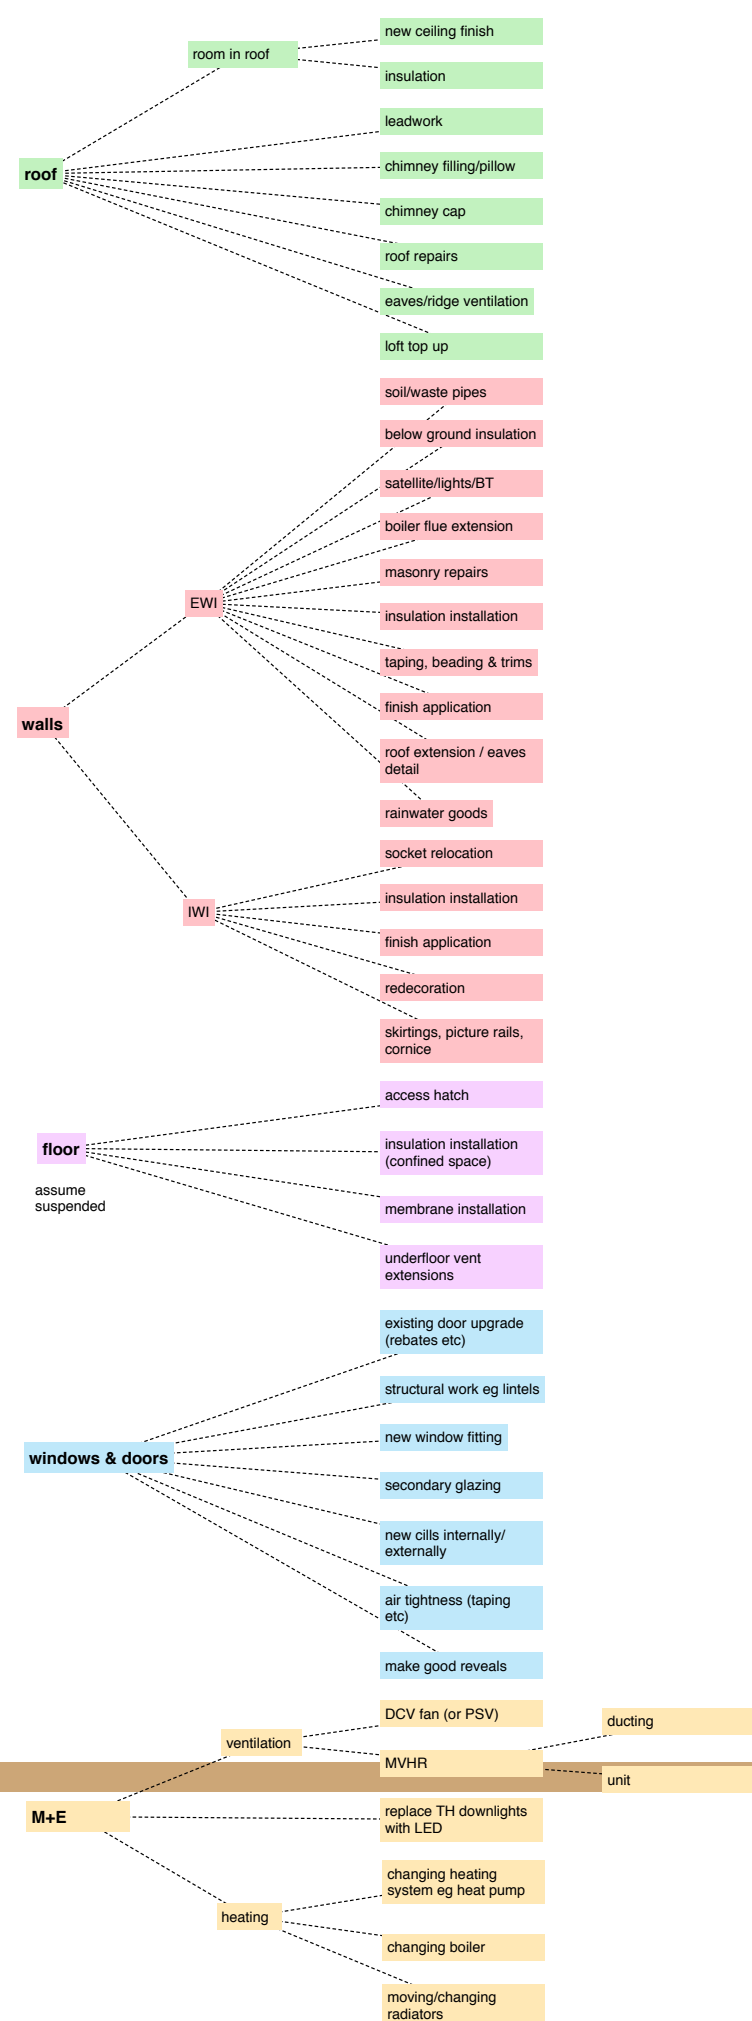 new ceiling finish
room in roof
insulation
leadwork
chimney filling/pillow
roof
chimney cap
roof repairs
eaves/ridge ventilation
loft top up
soil/waste pipes
below ground insulation
satellite/lights/BT
boiler flue extension
masonry repairs
EWI
insulation installation
taping, beading & trims
finish application
walls
roof extension / eaves
detail
rainwater goods
socket relocation
insulation installation
IWI
finish application
redecoration
skirtings, picture rails,
cornice
access hatch
floor
insulation installation
(confined space)
assume
suspended
membrane installation
underfloor vent
extensions
existing door upgrade
(rebates etc)
structural work eg lintels
new window fitting
windows & doors
secondary glazing
new cills internally/
externally
air tightness (taping
etc)
make good reveals
DCV fan (or PSV)
ducting
ventilation
MVHR
unit
M+E
replace TH downlights
with LED
changing heating
system eg heat pump
heating
changing boiler
moving/changing
radiators